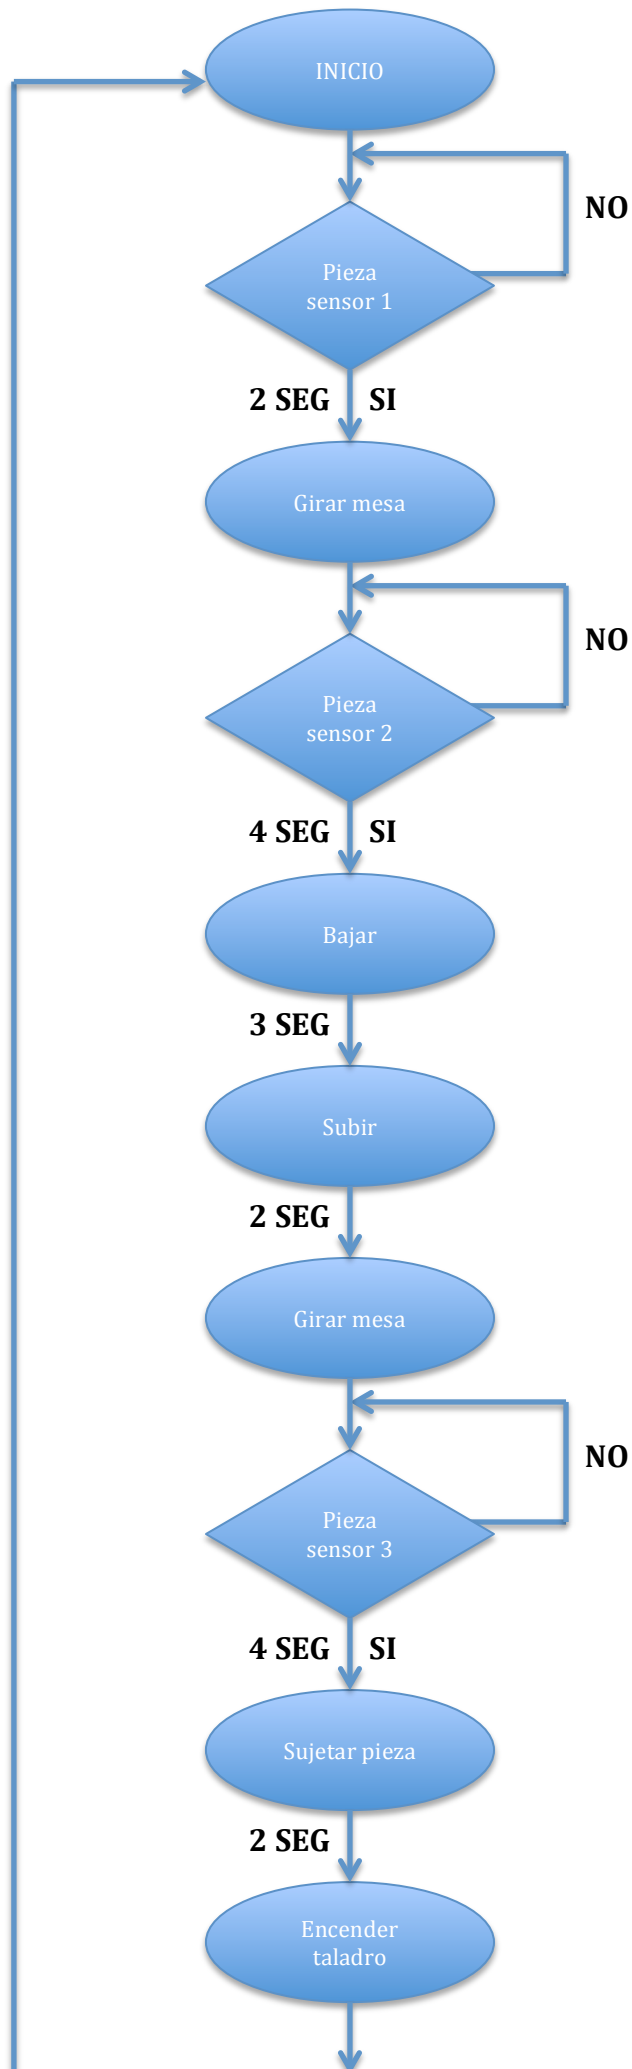 INICIO
NO
Pieza
sensor 1
2 SEG SI
Girar mesa
NO
Pieza
sensor 2
4 SEG SI
Bajar
3 SEG
Subir
2 SEG
Girar mesa
NO
Pieza
sensor 3
4 SEG SI
Sujetar pieza
2 SEG
Encender
taladro